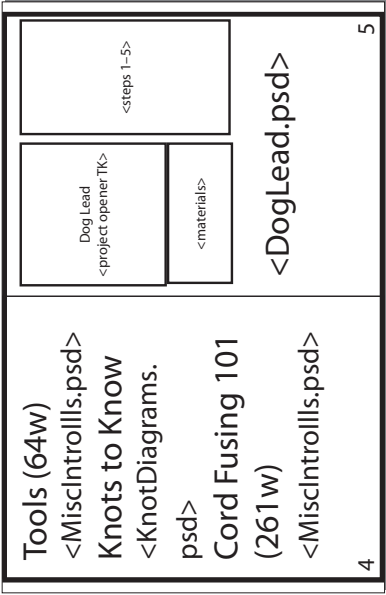 Tools (64w)
<MiscIntroIlls.psd>
Knots to Know
<KnotDiagrams.
psd>
Cord Fusing 101
(261w)
<MiscIntroIlls.psd>
4
Dog Lead
<project opener TK>
<materials>
<steps 1–5>
<DogLead.psd>
5